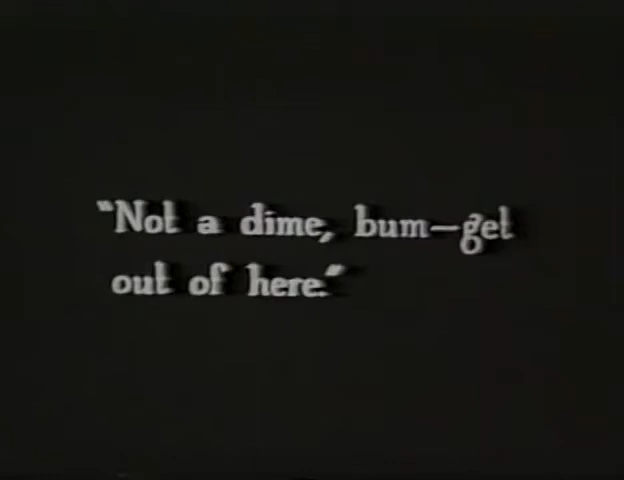 "Not a dime, bum—get
out of here."